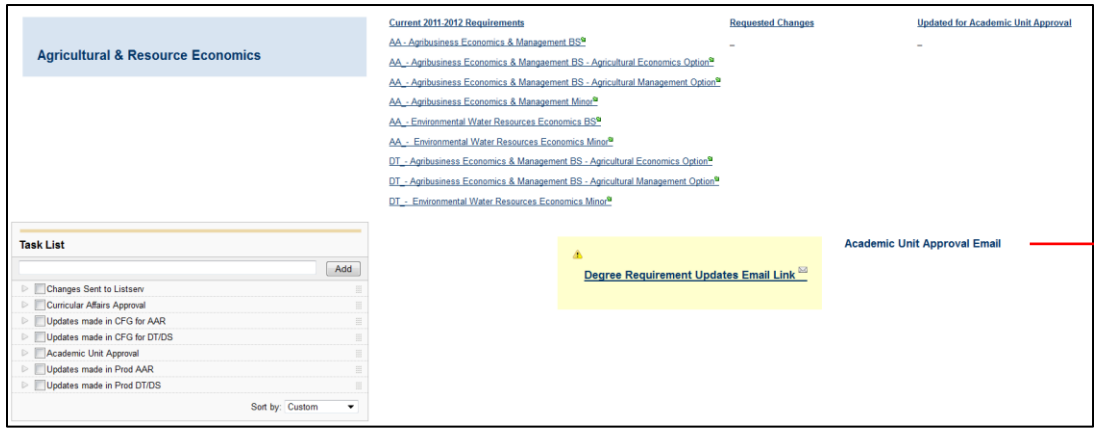 Agricultural & Resource Economics
Current 2011-2012 Requirements
AA - Agribusiness Economics & Management BS
AA_- Agribusiness Economics & Mangaement BS - Agricultural Economics Option
AA_- Agribusiness Economics & Management BS - Agricultural Management Option
AA_- Agribusiness Economics & Management Minor
AA_- Environmental Water Resources Economics BS
AA_- Environmental Water Resources Economics Minor
DT_- Agribusiness Economics & Management BS - Agricultural Economics Option
DT_- Agribusiness Economics & Management BS - Agricultural Management Option
DT_- Environmental Water Resources Economics Minor
Requested Changes
_
Updated for Academic Unit Approval
_
Task List
Add
Changes Sent to Listserv
Curricular Affairs Approval
Updates made in CFG for AAR
Updates made in CFG for DT/DS
Academic Unit Approval
Updates made in Prod AAR
Updates made in Prod DT/DS
Sort by: Custom
Degree Requirement Updates Email Link
Academic Unit Approval Email